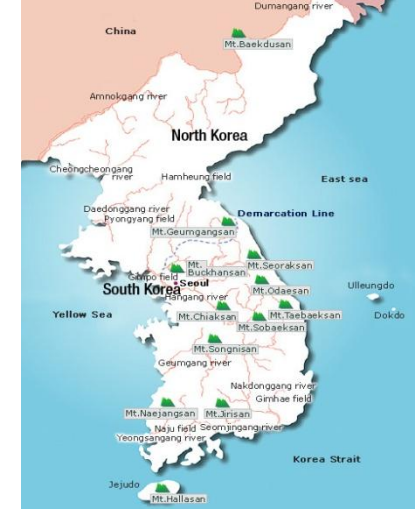 Dumangang river
China
Mt.Baekdusan
Amnokgang river
North Korea
Cheongcheongang
river
Hamheung field
East sea
Daedonggang river
Pyongyang field
Demarcation Line
Mt.Geumgangsan
Mt.
Buckhansan
Mt.Seoraksan
Gimpo field
Seoul
South Korea
Mt.Odaesan
Ulleungdo
Hangang river
Yellow Sea
Mt.Chiaksan
Mt.Taebaeksan
Dokdo
Mt.Sobaeksan
Mt.Songnisan
Geumgang river
Nakdonggang river
Gimhae field
Mt.Naejangsan
Mt.Jirisan
Naju field
Seomjingang river
Yeongsangang river
Korea Strait
Jejudo
Mt.Hallasan